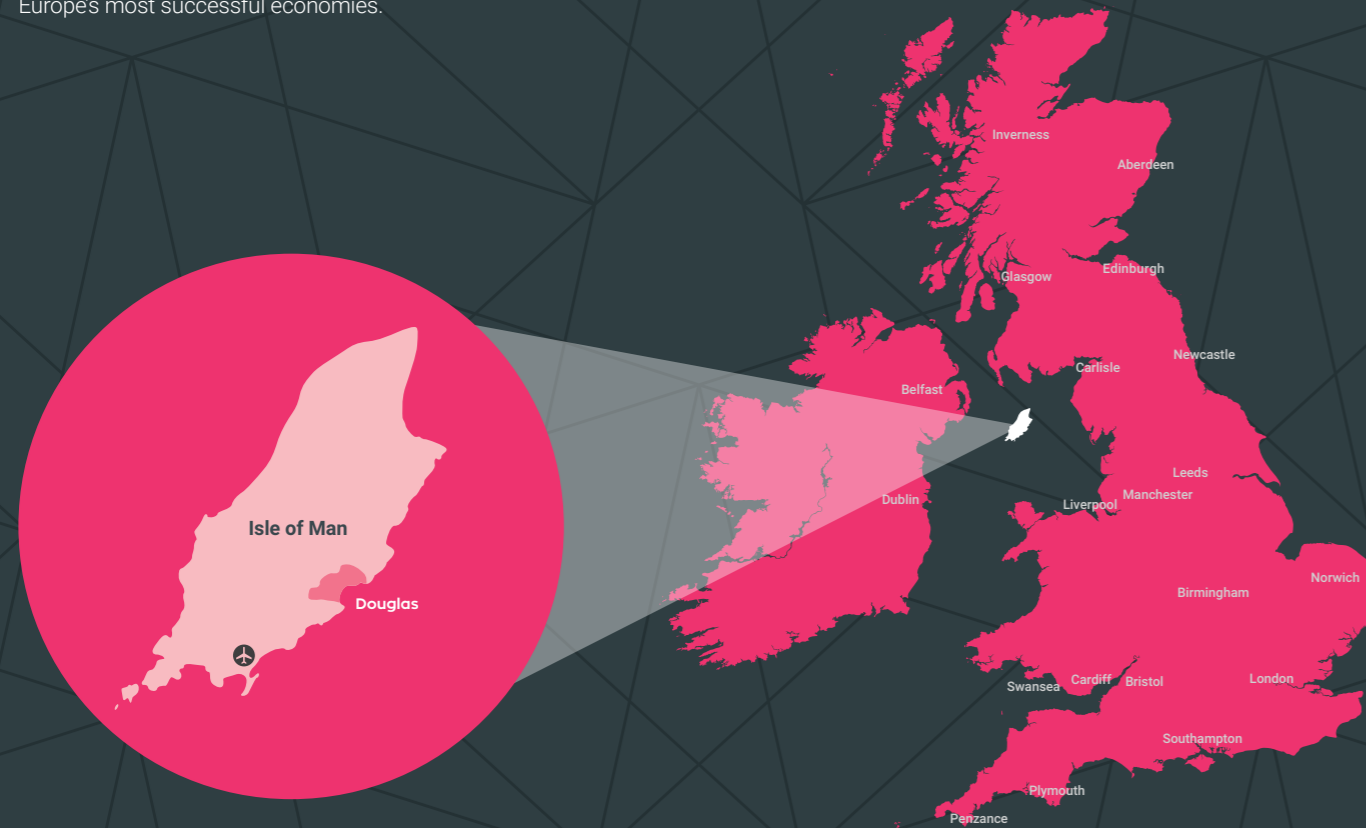 Europe's most successful economies.
Inverness
Aberdeen
Edinburgh
Glasgow
Newcastle
Carlisle
Belfast
Leeds
Manchester
Liverpool
Dublin
Isle of Man
Douglas
Norwich
Birmingham
London
Cardiff
Bristol
Swansea
Southampton
Plymouth
Penzance